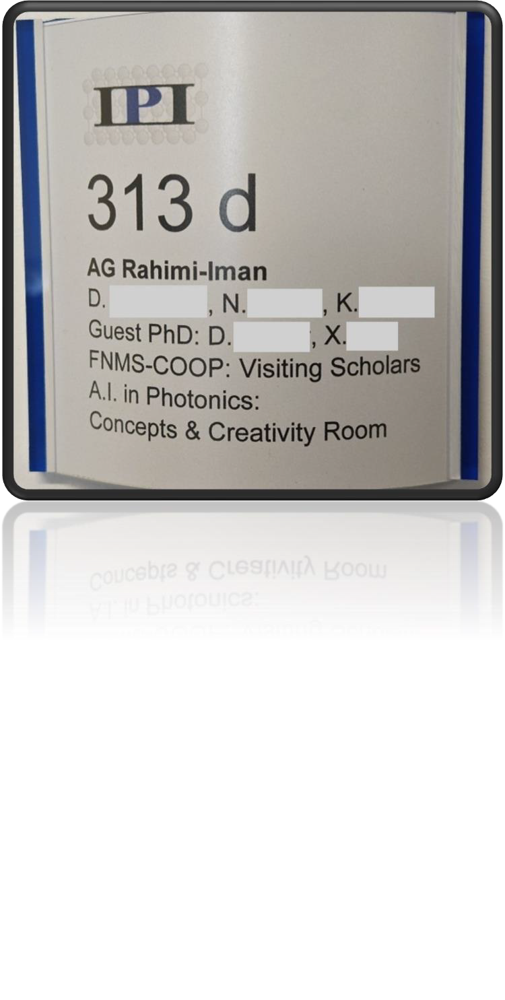 IPI
313 d
AG Rahimi-Iman
D. , N. , K.
Guest PhD: D. , X.
FNMS-COOP: Visiting Scholars
A.I. in Photonics:
Concepts & Creativity Room